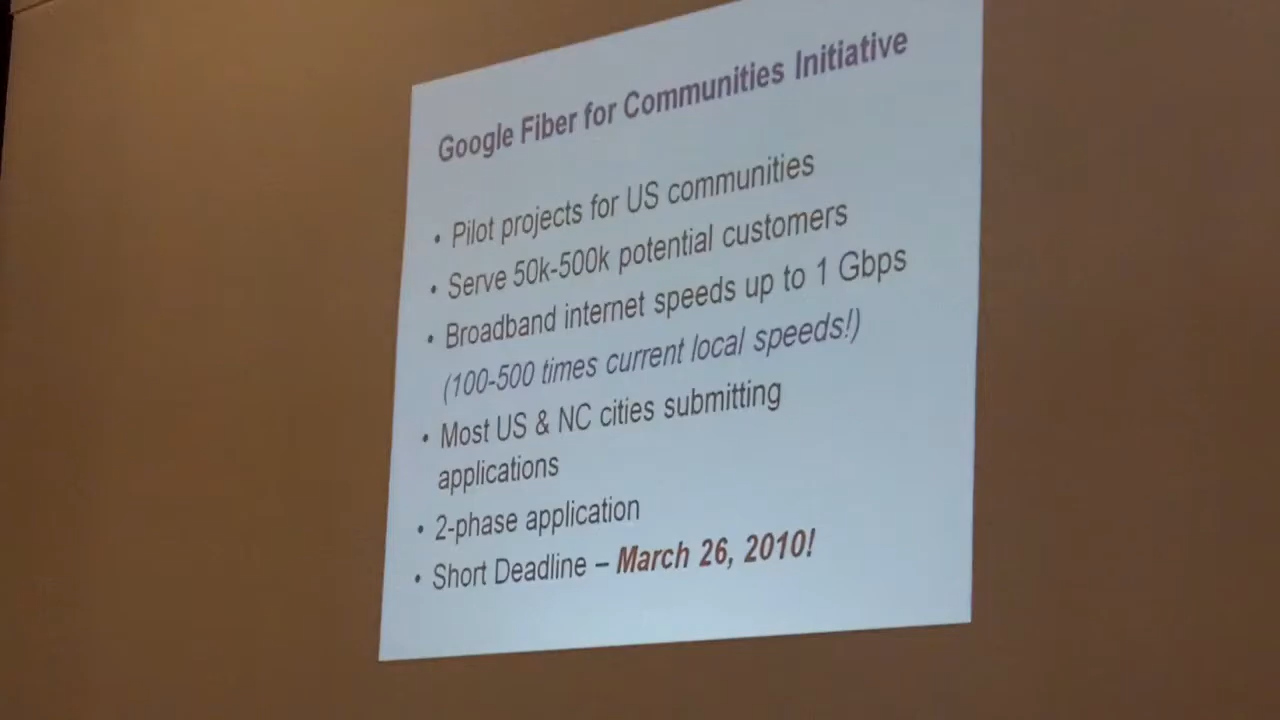 Google Fiber for Communities Initiative
• Pilot projects for US communities
• Serve 50k-500k potential customers
• Broadband internet speeds up to 1 Gbps
(100-500 times current local speeds!)
• Most US & NC cities submitting
applications
• 2-phase application
• Short Deadline – March 26, 2010!